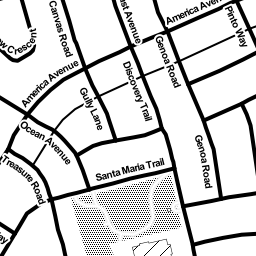 Canvas Road
America Avenue
Pinto Way
Genoa Road
America Avenue
Discovery Trail
Gully Lane
Ocean Avenue
Genoa Road
Treasure Road
Santa Maria Trail
Avenue